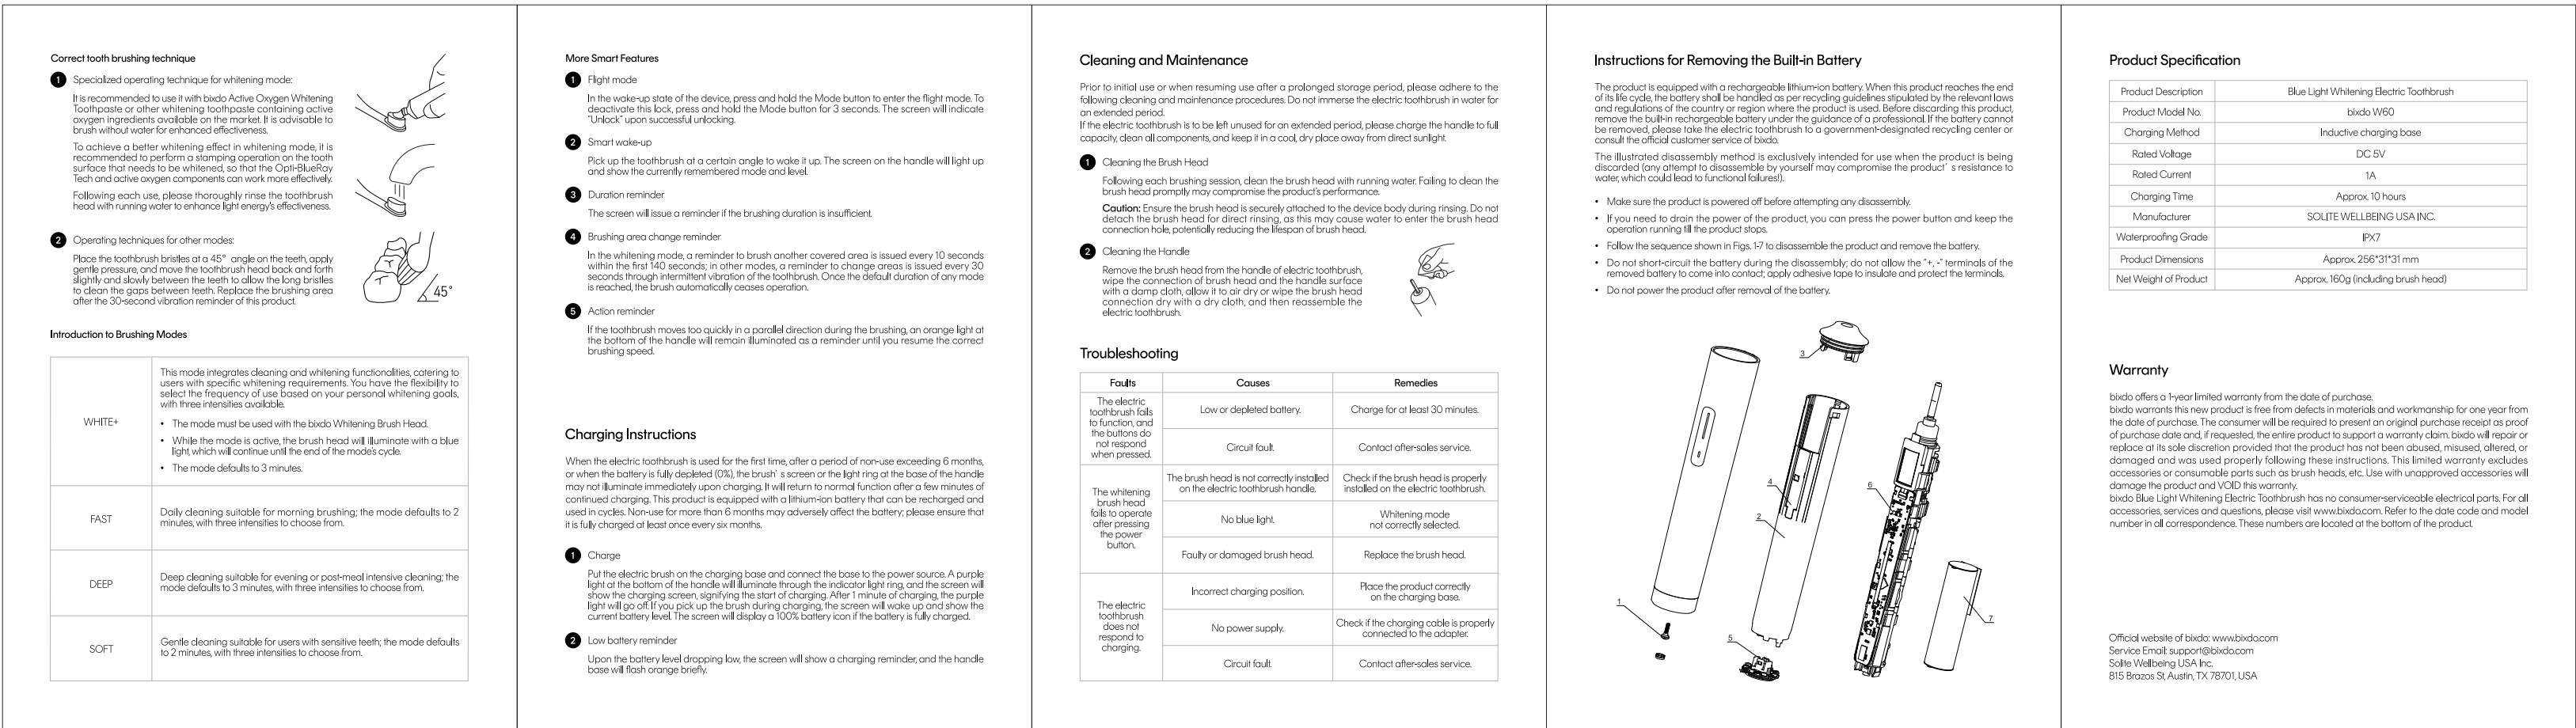 Correct tooth brushing technique
1 Specialized operating technique for whitening mode:
It is recommended to use it with bixdo Active Oxygen Whitening
Toothpaste or other whitening toothpaste containing active
oxygen ingredients available on the market. It is advisable to
brush without water for enhanced effectiveness.
To achieve a better whitening effect in whitening mode, it is
recommended to perform a stamping operation on the tooth
surface that needs to be whitened, so that the Opti-BlueRay
Tech and active oxygen components can work more effectively.
Following each use, please thoroughly rinse the toothbrush
head with running water to enhance light energy's effectiveness.
2 Operating techniques for other modes:
Place the toothbrush bristles at a 45° angle on the teeth, apply
gentle pressure, and move the toothbrush head back and forth
slightly and slowly between the teeth to allow the long bristles
to clean the gaps between teeth. Replace the brushing area
after the 30-second vibration reminder of this product.
45°
Introduction to Brushing Modes
WHITE+
This mode integrates cleaning and whitening functionalities, catering to
users with specific whitening requirements. You have the flexibility to
select the frequency of use based on your personal whitening goals,
with three intensities available.
• The mode must be used with the bixdo Whitening Brush Head.
• While the mode is active, the brush head will illuminate with a blue
light, which will continue until the end of the mode's cycle.
• The mode defaults to 3 minutes.
FAST
Daily cleaning suitable for morning brushing; the mode defaults to 2
minutes, with three intensities to choose from.
DEEP
Deep cleaning suitable for evening or post-meal intensive cleaning; the
mode defaults to 3 minutes, with three intensities to choose from.
SOFT
Gentle cleaning suitable for users with sensitive teeth; the mode defaults
to 2 minutes, with three intensities to choose from.
More Smart Features
1 Flight mode
In the wake-up state of the device, press and hold the Mode button to enter the flight mode. To
deactivate this lock, press and hold the Mode button for 3 seconds. The screen will indicate
"Unlock" upon successful unlocking.
2 Smart wake-up
Pick up the toothbrush at a certain angle to wake it up. The screen on the handle will light up
and show the currently remembered mode and level.
3 Duration reminder
The screen will issue a reminder if the brushing duration is insufficient.
4 Brushing area change reminder
In the whitening mode, a reminder to brush another covered area is issued every 10 seconds
within the first 140 seconds; in other modes, a reminder to change areas is issued every 30
seconds through intermittent vibration of the toothbrush. Once the default duration of any mode
is reached, the brush automatically ceases operation.
5 Action reminder
If the toothbrush moves too quickly in a parallel direction during the brushing, an orange light at
the bottom of the handle will remain illuminated as a reminder until you resume the correct
brushing speed.
Charging Instructions
When the electric toothbrush is used for the first time, after a period of non-use exceeding 6 months,
or when the battery is fully depleted (0%), the brush' s screen or the light ring at the base of the handle
may not illuminate immediately upon charging. It will return to normal function after a few minutes of
continued charging. This product is equipped with a lithium-ion battery that can be recharged and
used in cycles. Non-use for more than 6 months may adversely affect the battery; please ensure that
it is fully charged at least once every six months.
1 Charge
Put the electric brush on the charging base and connect the base to the power source. A purple
light at the bottom of the handle will illuminate through the indicator light ring, and the screen will
show the charging screen, signifying the start of charging. After 1 minute of charging, the purple
light will go off. If you pick up the brush during charging, the screen will wake up and show the
current battery level. The screen will display a 100% battery icon if the battery is fully charged.
2 Low battery reminder
Upon the battery level dropping low, the screen will show a charging reminder, and the handle
base will flash orange briefly.
Cleaning and Maintenance
Prior to initial use or when resuming use after a prolonged storage period, please adhere to the
following cleaning and maintenance procedures. Do not immerse the electric toothbrush in water for
an extended period.
If the electric toothbrush is to be left unused for an extended period, please charge the handle to full
capacity, clean all components, and keep it in a cool, dry place away from direct sunlight.
1 Cleaning the Brush Head
Following each brushing session, clean the brush head with running water. Failing to clean the
brush head promptly may compromise the product's performance.
Caution: Ensure the brush head is securely attached to the device body during rinsing. Do not
detach the brush head for direct rinsing, as this may cause water to enter the brush head
connection hole, potentially reducing the lifespan of brush head.
2 Cleaning the Handle
Remove the brush head from the handle of electric toothbrush,
wipe the connection of brush head and the handle surface
with a damp cloth, allow it to air dry or wipe the brush head
connection dry with a dry cloth, and then reassemble the
electric toothbrush.
Troubleshooting
Faults Causes Remedies
The electric
toothbrush fails
to function, and
the buttons do
not respond
when pressed.
Low or depleted battery. Charge for at least 30 minutes.
Circuit fault. Contact after-sales service.
The whitening
brush head
fails to operate
after pressing
the power
button.
The brush head is not correctly installed
on the electric toothbrush handle.
Check if the brush head is properly
installed on the electric toothbrush.
No blue light.
Whitening mode
not correctly selected.
Faulty or damaged brush head. Replace the brush head.
The electric
toothbrush
does not
respond to
charging.
Incorrect charging position.
Place the product correctly
on the charging base.
No power supply.
Check if the charging cable is properly
connected to the adapter.
Circuit fault. Contact after-sales service.
Instructions for Removing the Built-in Battery
The product is equipped with a rechargeable lithium-ion battery. When this product reaches the end
of its life cycle, the battery shall be handled as per recycling guidelines stipulated by the relevant laws
and regulations of the country or region where the product is used. Before discarding this product,
remove the built-in rechargeable battery under the guidance of a professional. If the battery cannot
be removed, please take the electric toothbrush to a government-designated recycling center or
consult the official customer service of bixdo.
The illustrated disassembly method is exclusively intended for use when the product is being
discarded (any attempt to disassemble by yourself may compromise the product' s resistance to
water, which could lead to functional failures!).
• Make sure the product is powered off before attempting any disassembly.
• If you need to drain the power of the product, you can press the power button and keep the
operation running till the product stops.
• Follow the sequence shown in Figs. 1-7 to disassemble the product and remove the battery.
• Do not short-circuit the battery during the disassembly; do not allow the "+, -" terminals of the
removed battery to come into contact; apply adhesive tape to insulate and protect the terminals.
• Do not power the product after removal of the battery.
3
4
6
2
1
7
5
Product Specification
Product Description Blue Light Whitening Electric Toothbrush
Product Model No. bixdo W60
Charging Method Inductive charging base
Rated Voltage DC 5V
Rated Current 1A
Charging Time Approx. 10 hours
Manufacturer SOLITE WELLBEING USA INC.
Waterproofing Grade IPX7
Product Dimensions Approx. 256*31*31 mm
Net Weight of Product Approx. 160g (including brush head)
Warranty
bixdo offers a 1-year limited warranty from the date of purchase.
bixdo warrants this new product is free from defects in materials and workmanship for one year from
the date of purchase. The consumer will be required to present an original purchase receipt as proof
of purchase date and, if requested, the entire product to support a warranty claim. bixdo will repair or
replace at its sole discretion provided that the product has not been abused, misused, altered, or
damaged and was used properly following these instructions. This limited warranty excludes
accessories or consumable parts such as brush heads, etc. Use with unapproved accessories will
damage the product and VOID this warranty.
bixdo Blue Light Whitening Electric Toothbrush has no consumer-serviceable electrical parts. For all
accessories, services and questions, please visit www.bixdo.com. Refer to the date code and model
number in all correspondence. These numbers are located at the bottom of the product.
Official website of bixdo: www.bixdo.com
Service Email: support@bixdo.com
Solite Wellbeing USA Inc.
815 Brazos St, Austin, TX 78701, USA